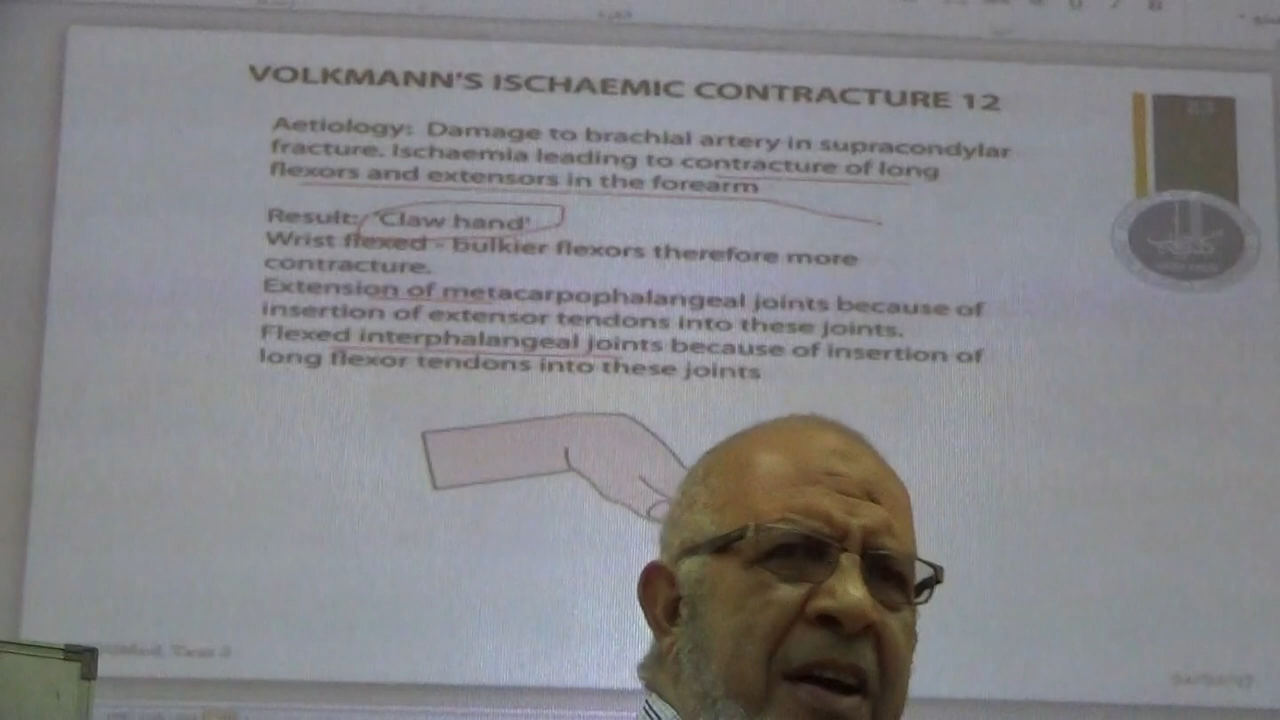 VOLKMANN'S ISCHAEMIC CONTRACTURE 12
Aetiology: Damage to brachial artery in supracondylar
fracture. Ischaemia leading to contracture of long
flexors and extensors in the forearm
Result: 'Claw hand'
Wrist flexed - bulkier flexors therefore more
contracture.
Extension of metacarpophalangeal joints because of
insertion of extensor tendons into these joints.
Flexed interphalangeal joints because of insertion of
long flexor tendons into these joints